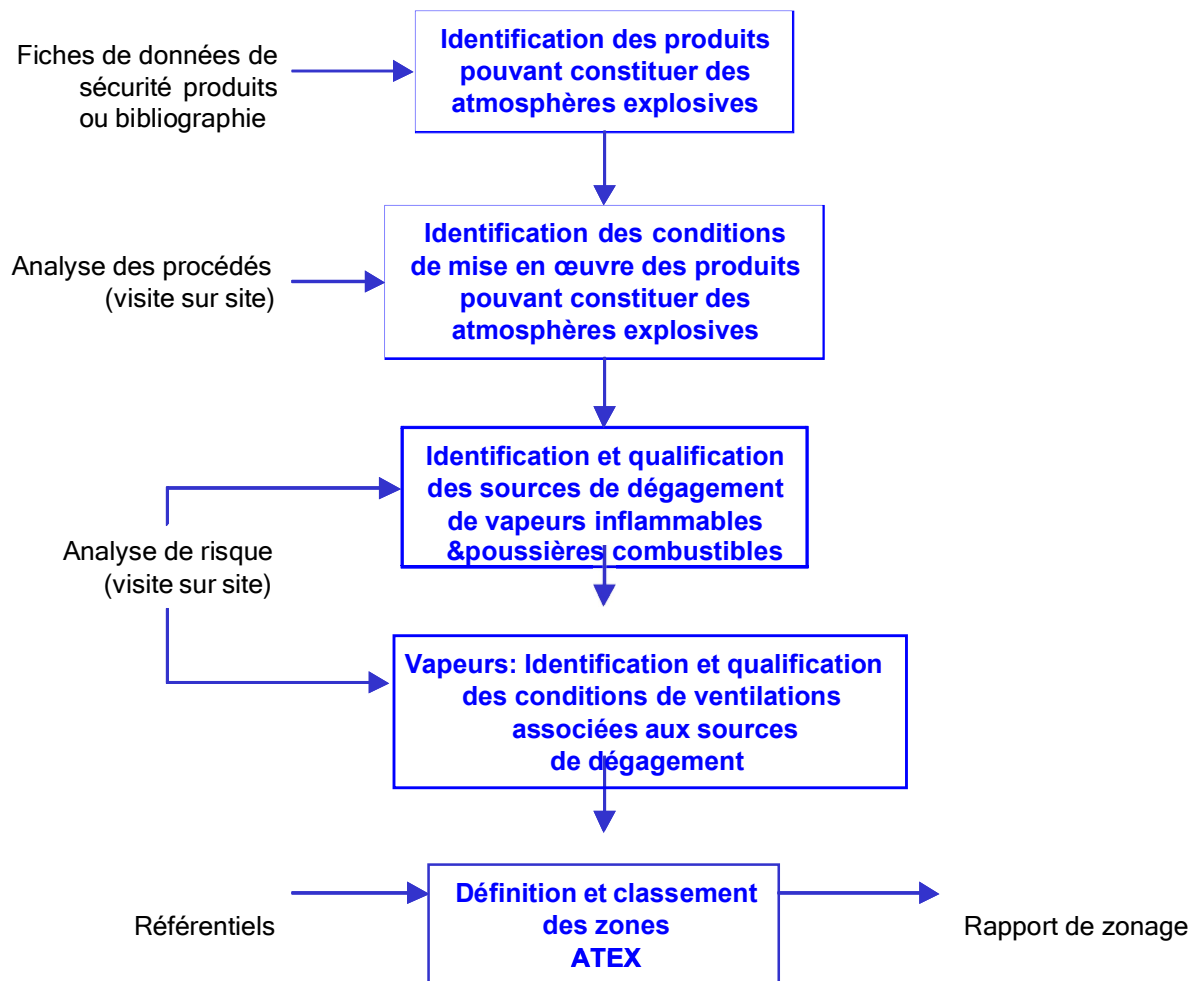 Fiches de données de
sécurité produits
ou bibliographie
Identification des produits
pouvant constituer des
atmosphères explosives
Analyse des procédés
(visite sur site)
Identification des conditions
de mise en œuvre des produits
pouvant constituer des
atmosphères explosives
Identification et qualification
des sources de dégagement
de vapeurs inflammables
&poussières combustibles
Analyse de risque
(visite sur site)
Vapeurs: Identification et qualification
des conditions de ventilations
associées aux sources
de dégagement
Référentiels
Définition et classement
des zones
ATEX
Rapport de zonage